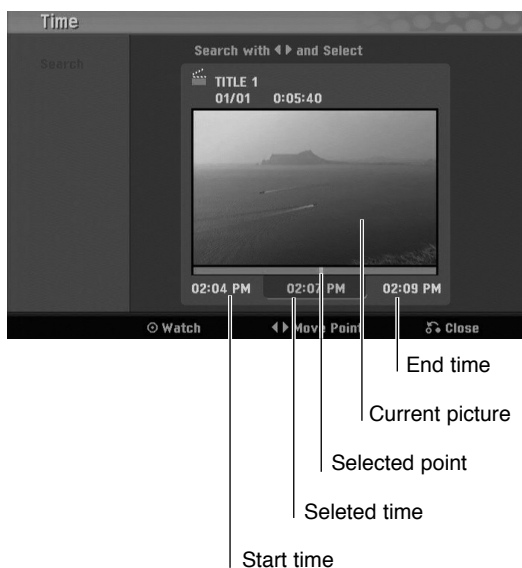 Time
Search with ◀ ▶ and Select
Search
TITLE 1
01/01 0:05:40
02:04 PM 02:07 PM 02:09 PM
⊙ Watch ◀ ▶ Move Point Close
End time
Current picture
Selected point
Seleted time
Start time